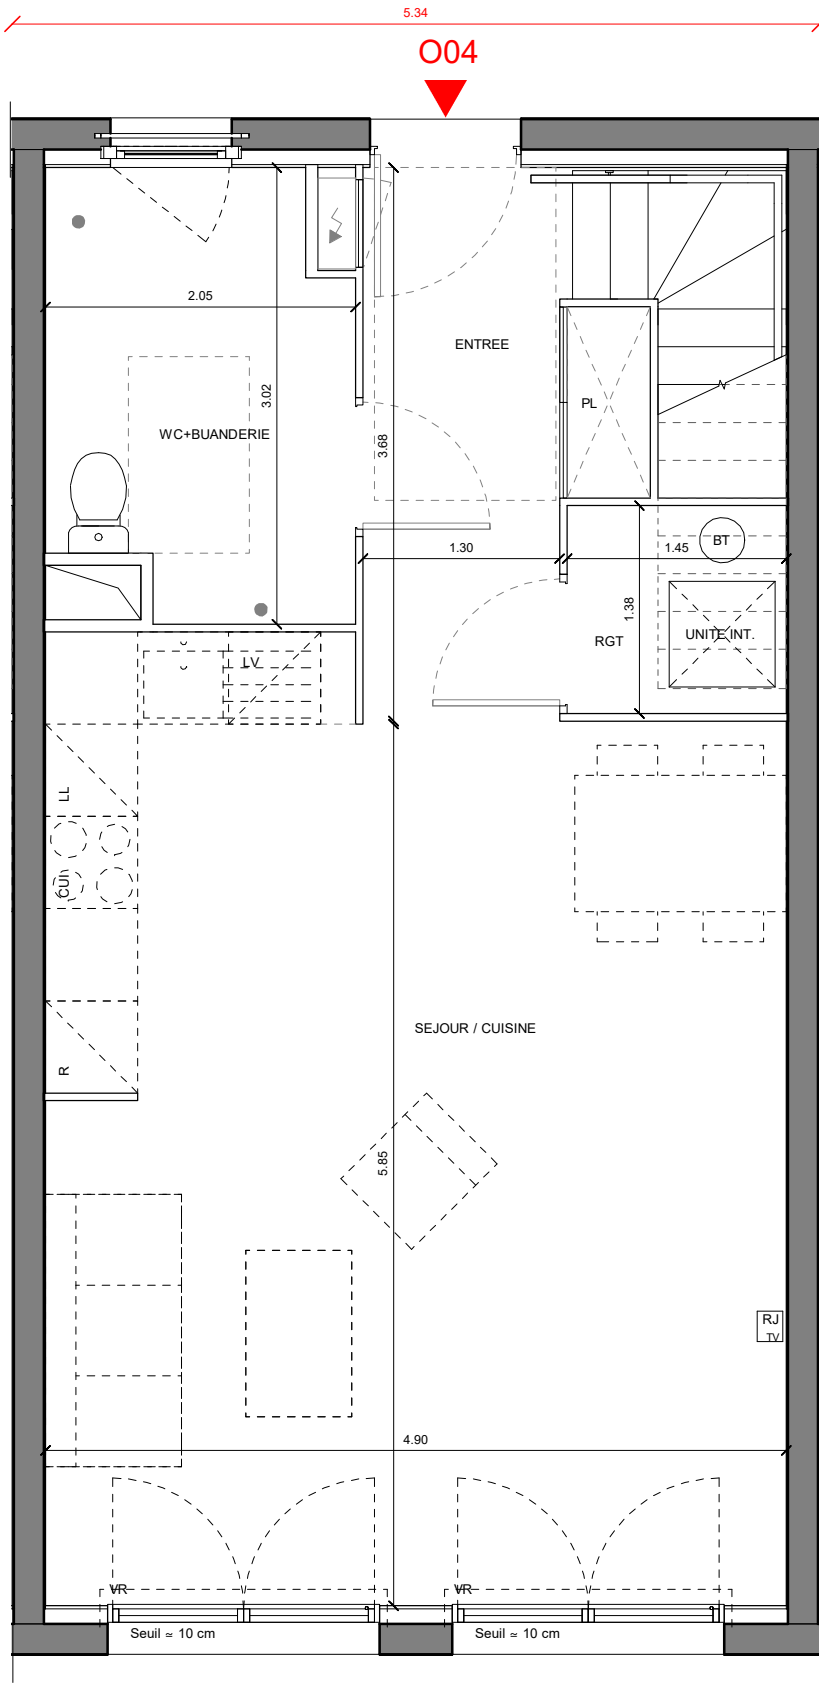 5.34
O04
2.05
ENTREE
3.02
PL
WC+BUANDERIE
3.68
BT
1.30
1.45
1.38
UNITE INT.
RGT
LV
LL
CUI
SEJOUR / CUISINE
R
5.85
RJ
TV
4.90
VR
VR
Seuil ≃ 10 cm
Seuil ≃ 10 cm